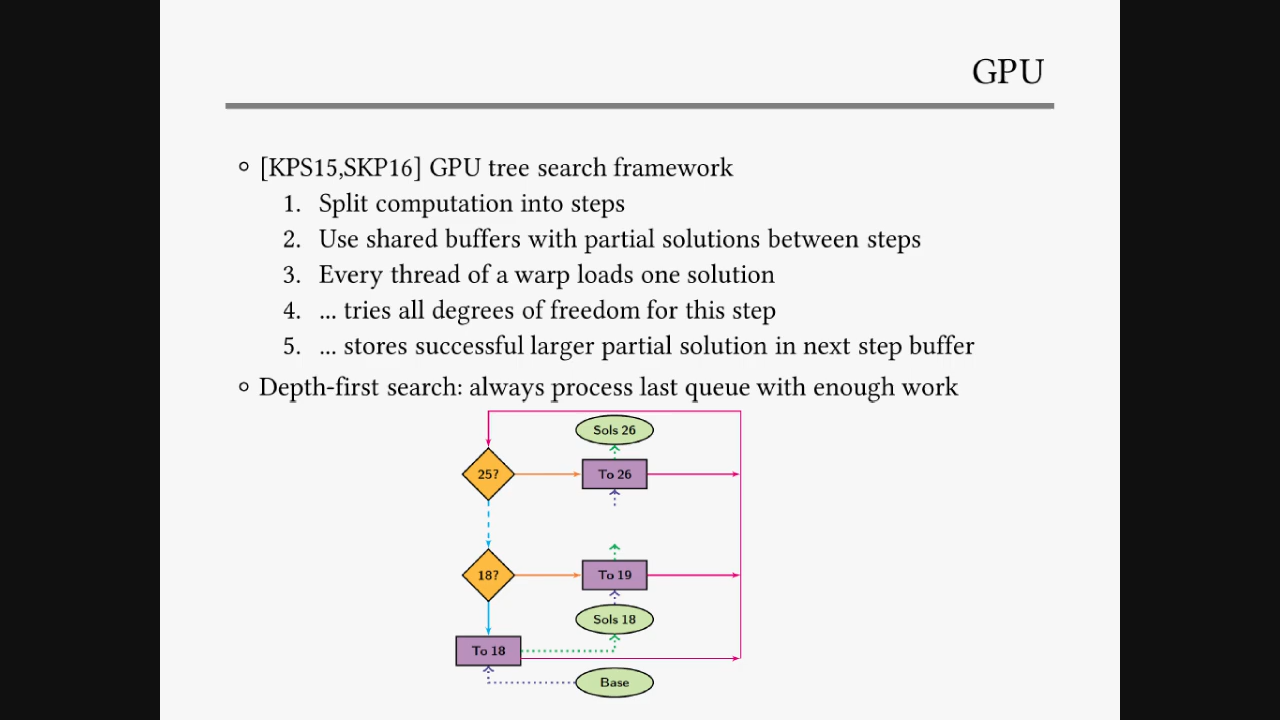 GPU
[KPS15,SKP16] GPU tree search framework
1. Split computation into steps
2. Use shared buffers with partial solutions between steps
3. Every thread of a warp loads one solution
4. ... tries all degrees of freedom for this step
5. ... stores successful larger partial solution in next step buffer
Depth-first search: always process last queue with enough work
Sols 26
25?
To 26
18?
To 19
Sols 18
To 18
Base